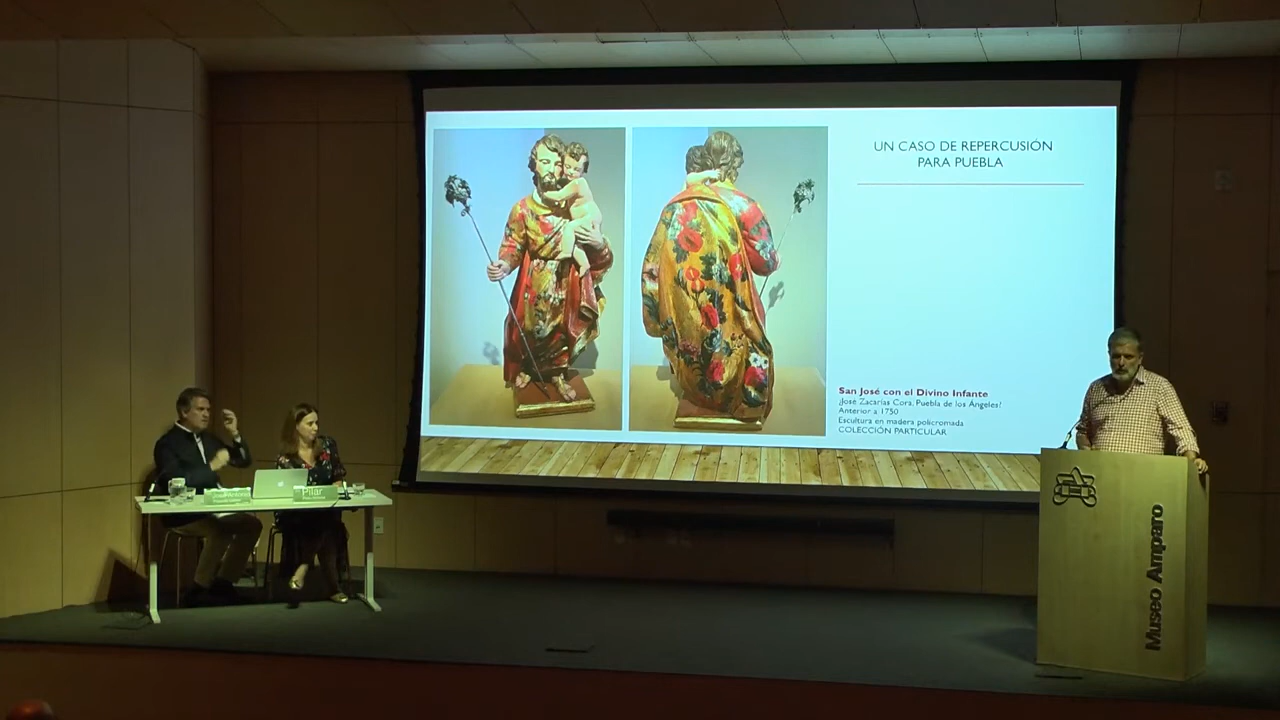 UN CASO DE REPERCUSIÓN
PARA PUEBLA
San José con el Divino Infante
¿José Zacarías Cora. Puebla de los Ángeles?
Anterior a 1750
Escultura en madera policromada
COLECCIÓN PARTICULAR
Pilar
Museo Amparo